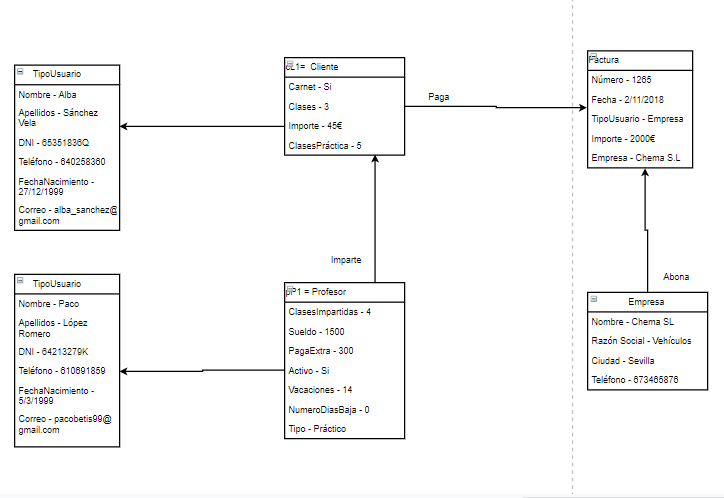 TipoUsuario
Nombre - Alba
Apellidos - Sánchez
Vela
DNI - 65351836Q
Teléfono - 640258360
FechaNacimiento -
27/12/1999
Correo - alba_sanchez@
gmail.com
cL1= Cliente
Carnet - Si
Clases - 3
Importe - 45€
ClasesPráctica - 5
Paga
Factura
Número - 1265
Fecha - 2/11/2018
TipoUsuario - Empresa
Importe - 2000€
Empresa - Chema S.L
Imparte
Abona
TipoUsuario
Nombre - Paco
Apellidos - López
Romero
DNI - 64213279K
Teléfono - 610691859
FechaNacimiento -
5/3/1999
Correo - pacobetis99@
gmail.com
pP1 = Profesor
ClasesImpartidas - 4
Sueldo - 1500
PagaExtra - 300
Activo - Si
Vacaciones - 14
NumeroDiasBaja - 0
Tipo - Práctico
Empresa
Nombre - Chema SL
Razón Social - Vehículos
Ciudad - Sevilla
Teléfono - 673465876